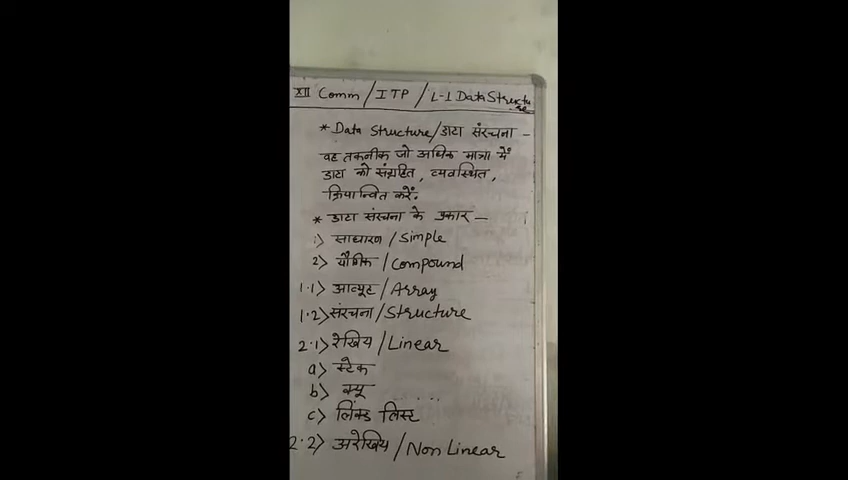 XII Comm / ITP / L-1 Data Structure
* Data Structure/डाटा संरचना -
वह तकनीक जो अधिक मात्रा में
डाटा को संग्रहित, व्यवस्थित,
क्रियान्वित करें.
* डाटा संरचना के प्रकार -
1) साधारण / Simple
2) यौगिक / Compound
1.1) आव्यूह / Array
1.2) संरचना / Structure
2.1) रेखिय / Linear
a) स्टेक
b) क्यू
c) लिंक्ड लिस्ट
2.2) अरेखिय / Non Linear